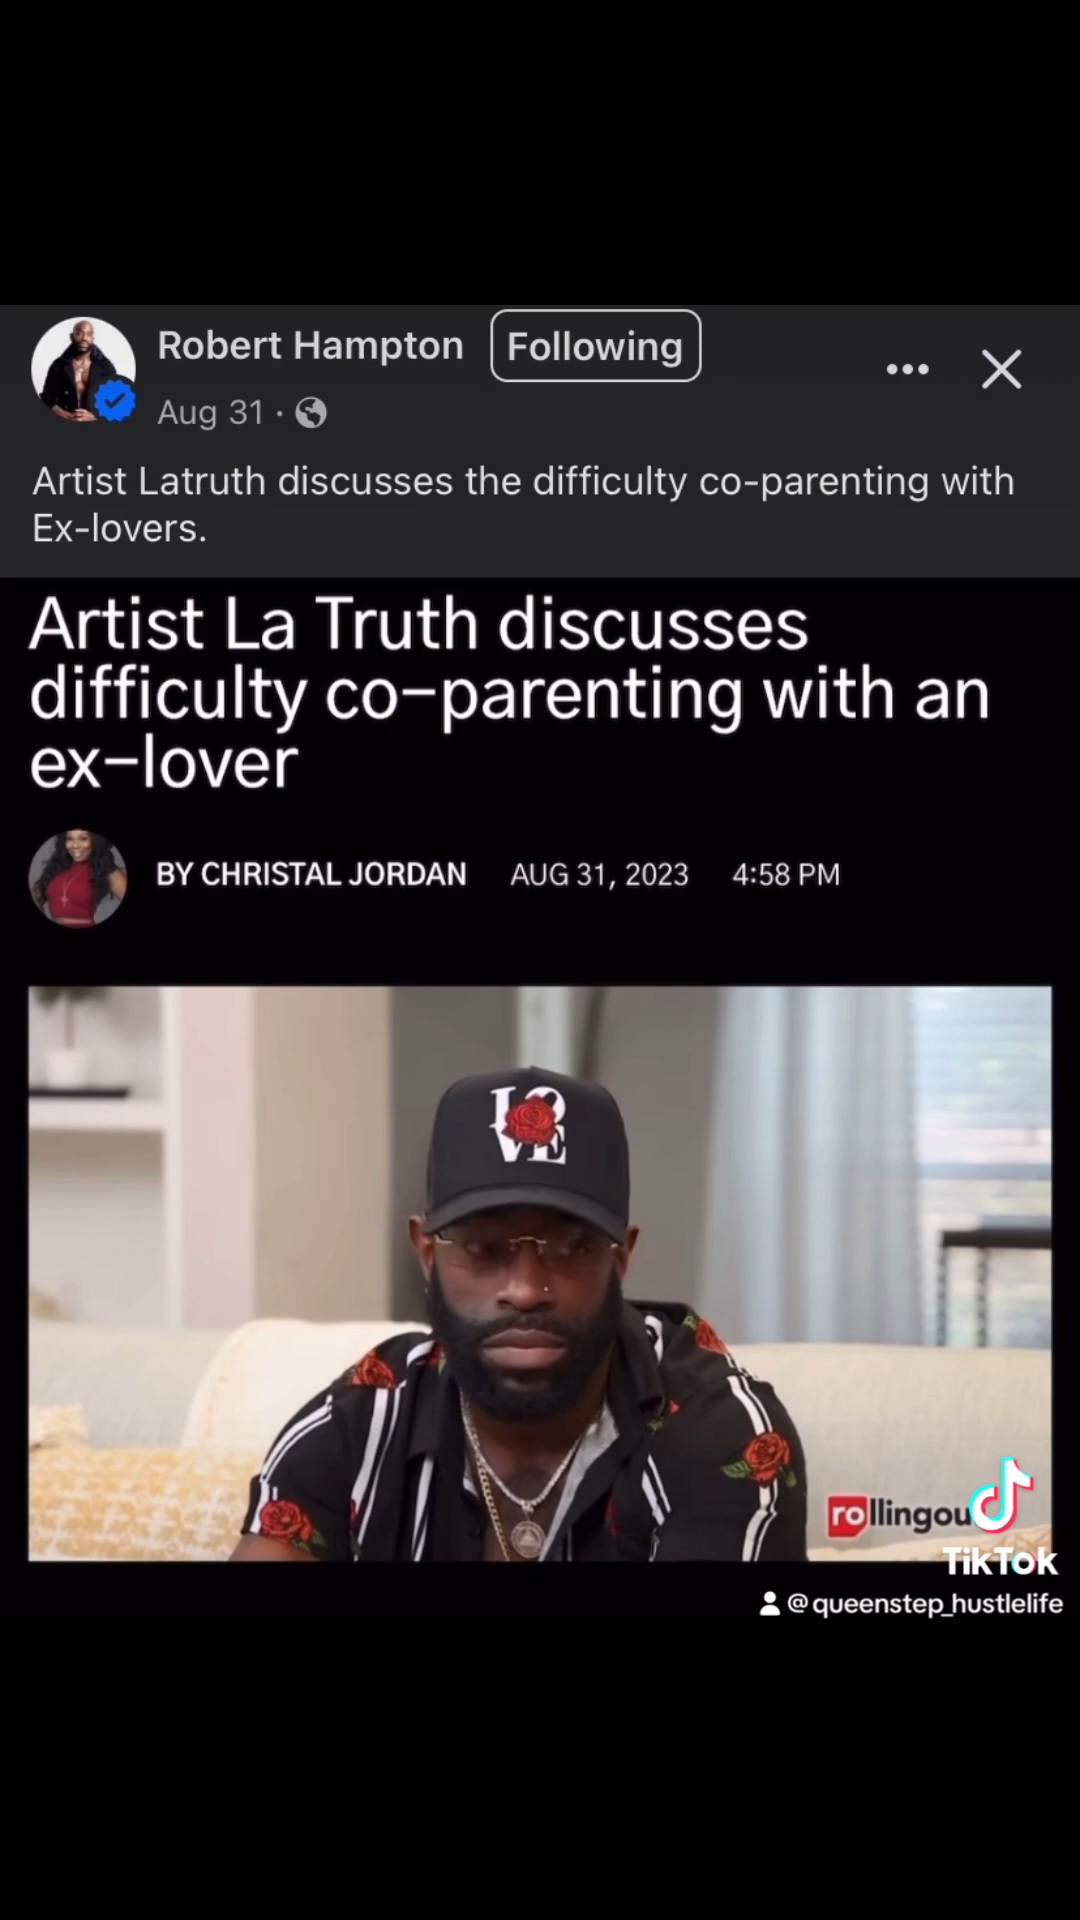 Robert Hampton
Following
Aug 31 ·
Artist Latruth discusses the difficulty co-parenting with
Ex-lovers.
Artist La Truth discusses
difficulty co-parenting with an
ex-lover
BY CHRISTAL JORDAN AUG 31, 2023 4:58 PM
LO
VE
rollingou
TikTok
@queenstep_hustlelife